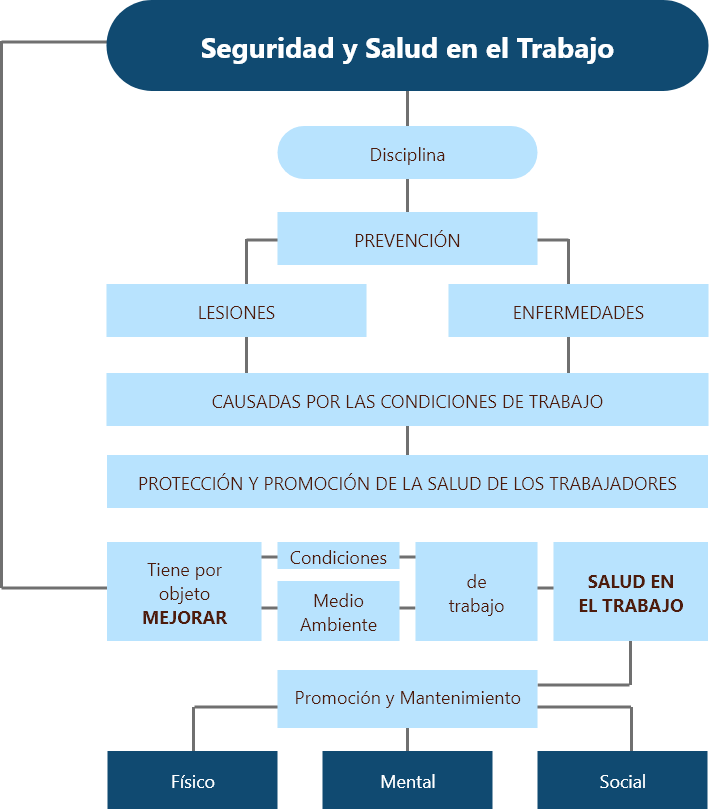 Seguridad y Salud en el Trabajo
Disciplina
PREVENCIÓN
LESIONES
ENFERMEDADES
CAUSADAS POR LAS CONDICIONES DE TRABAJO
PROTECCIÓN Y PROMOCIÓN DE LA SALUD DE LOS TRABAJADORES
Tiene por
objeto
MEJORAR
Condiciones
Medio
Ambiente
de
trabajo
SALUD EN
EL TRABAJO
Promoción y Mantenimiento
Físico
Mental
Social